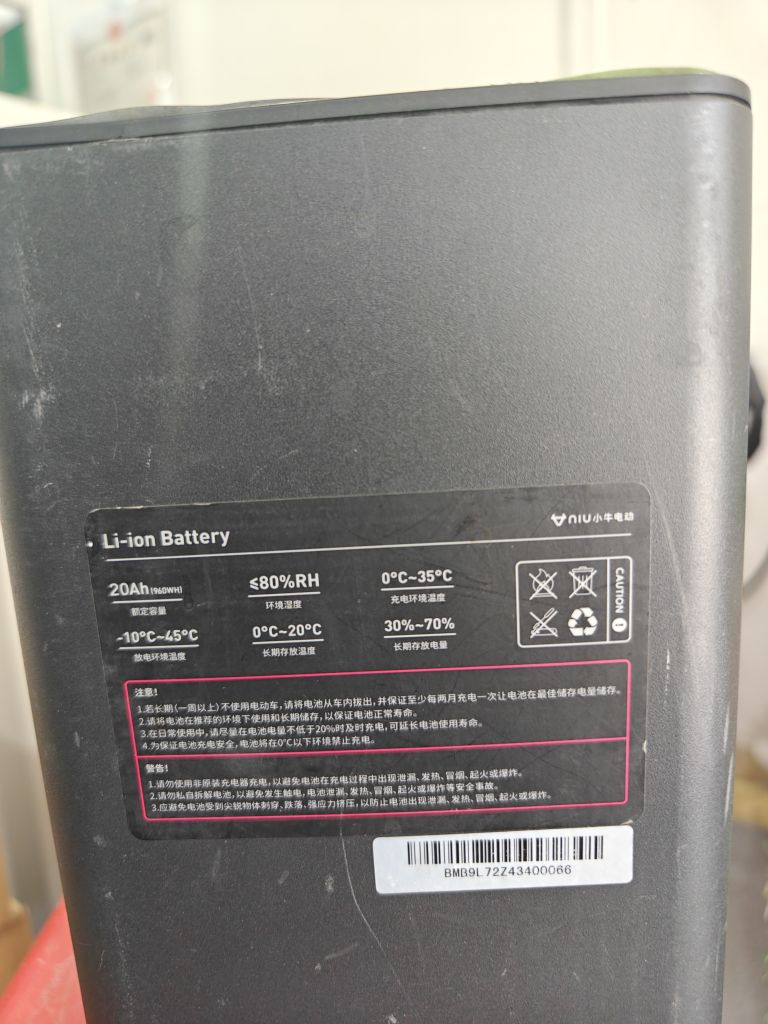 Li-ion Battery
NIU小牛电动
20Ah(960WH)
额定容量
≤80%RH
环境湿度
0°C~35°C
充电环境温度
-10°C~45°C
放电环境温度
0°C~20°C
长期存放温度
30%~70%
长期存放电量
CAUTION
注意!
1.若长期(一周以上)不使用电动车,请将电池从车内拔出,并保证至少每两月充电一次让电池在最佳储存电量储存。
2.请将电池在推荐的环境下使用和长期储存,以保证电池正常寿命。
3.在日常使用中,请尽量在电池电量不低于20%时及时充电,可延长电池使用寿命。
4.为保证电池充电安全,电池将在0°C以下环境禁止充电。
警告!
1.请勿使用非原装充电器充电,以避免电池在充电过程中出现泄漏、发热、冒烟、起火或爆炸。
2.请勿私自拆解电池,以避免发生触电,电池泄漏、发热、冒烟、起火或爆炸等安全事故。
3.应避免电池受到尖锐物体刺穿、跌落、强应力挤压,以防止电池出现泄漏、发热、冒烟、起火或爆炸。
BMB9L72Z43400066